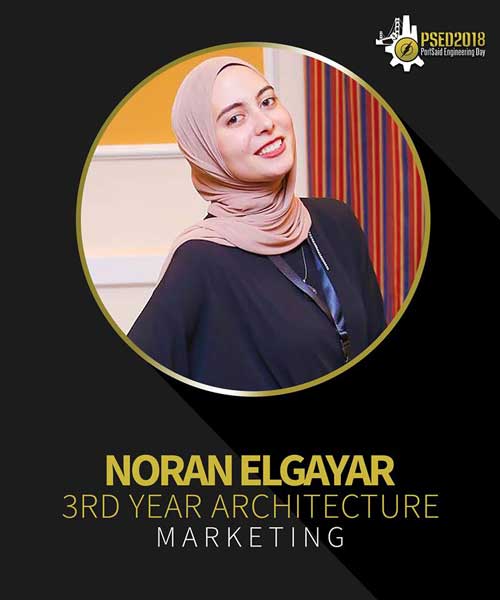 PSED2018
PortSaid Engineering Day
NORAN ELGAYAR
3RD YEAR ARCHITECTURE
MARKETING